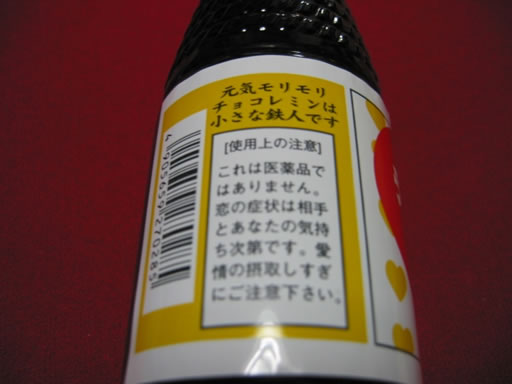 元気モリモリ
チョコレミンは
小さな鉄人です
[使用上の注意]
これは医薬品で
はありません。
恋の症状は相手
とあなたの気持
ち次第です。愛
情の摂取しすぎ
にご注意下さい。
4905659270285